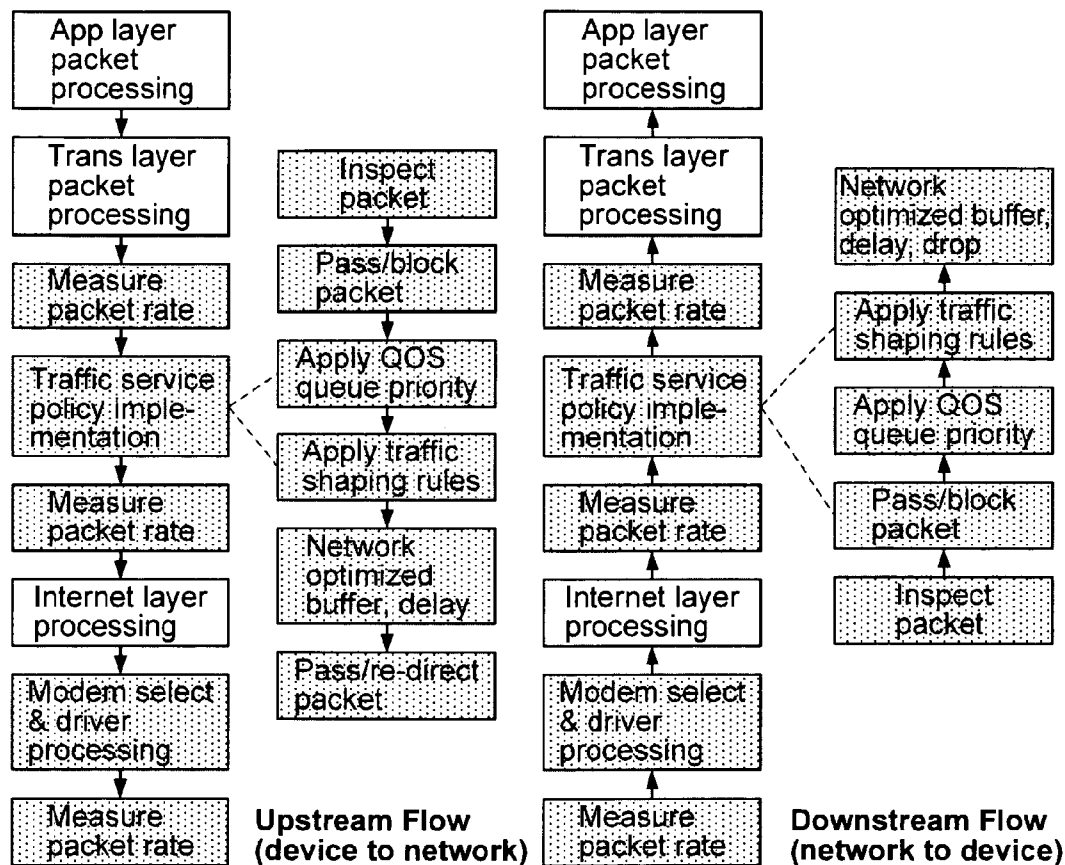 App layer
packet
processing
Trans layer
packet
processing
Measure
packet rate
Traffic service
policy imple-
mentation
Measure
packet rate
Internet layer
processing
Modem select
& driver
processing
Measure
packet rate
Inspect
packet
Pass/block
packet
Apply QOS
queue priority
Apply traffic
shaping rules
Network
optimized
buffer, delay
Pass/re-direct
packet
Upstream Flow
(device to network)
App layer
packet
processing
Trans layer
packet
processing
Measure
packet rate
Traffic service
policy imple-
mentation
Measure
packet rate
Internet layer
processing
Modem select
& driver
processing
Measure
packet rate
Network
optimized buffer,
delay, drop
Apply traffic
shaping rules
Apply QOS
queue priority
Pass/block
packet
Inspect
packet
Downstream Flow
(network to device)